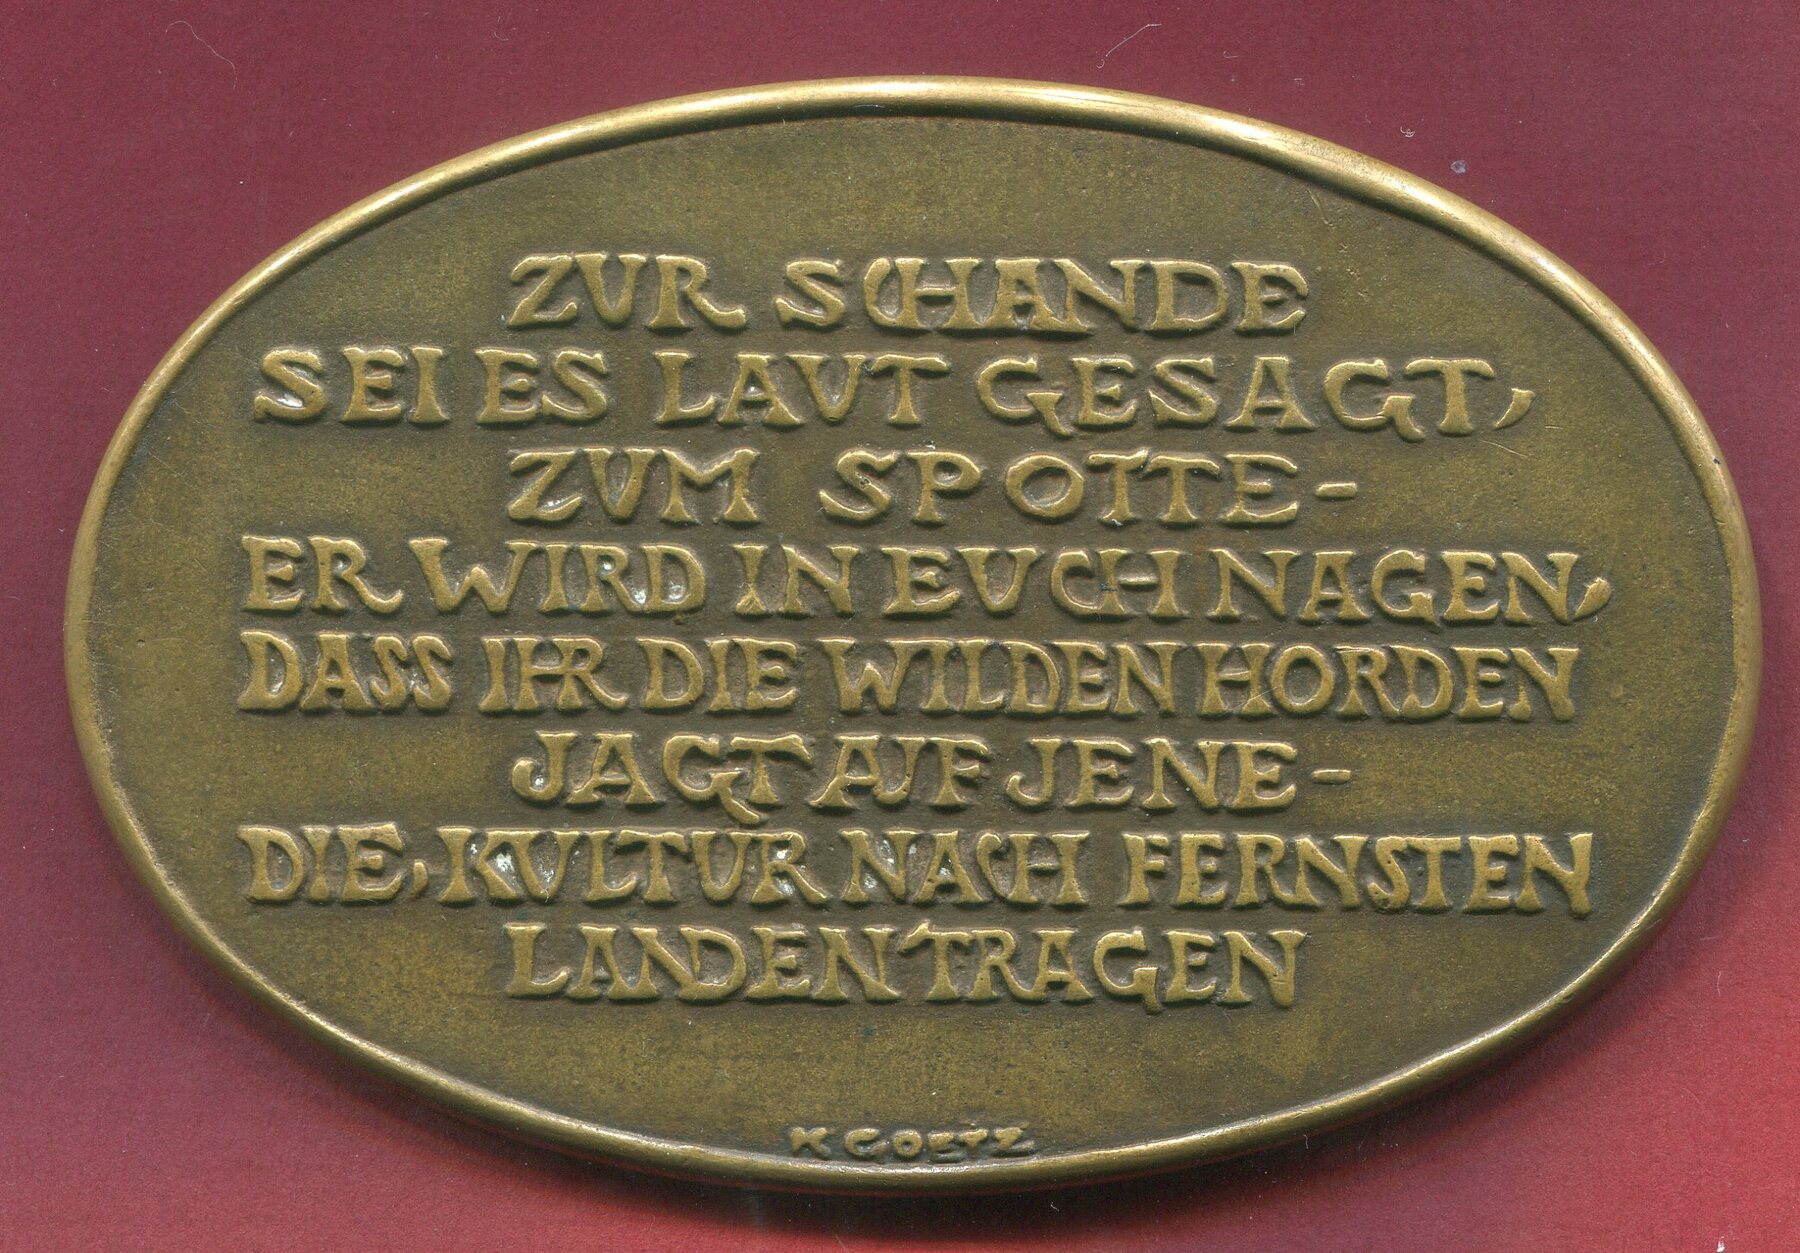 ZUR SCHANDE
SEI ES LAUT GESAGT,
ZUM SPOTTE-
ER WIRD IN EUCH NAGEN,
DASS IHR DIE WILDEN HORDEN
JAGT AUF JENE-
DIE, KULTUR NACH FERNSTEN
LANDEN TRAGEN
K GOETZ